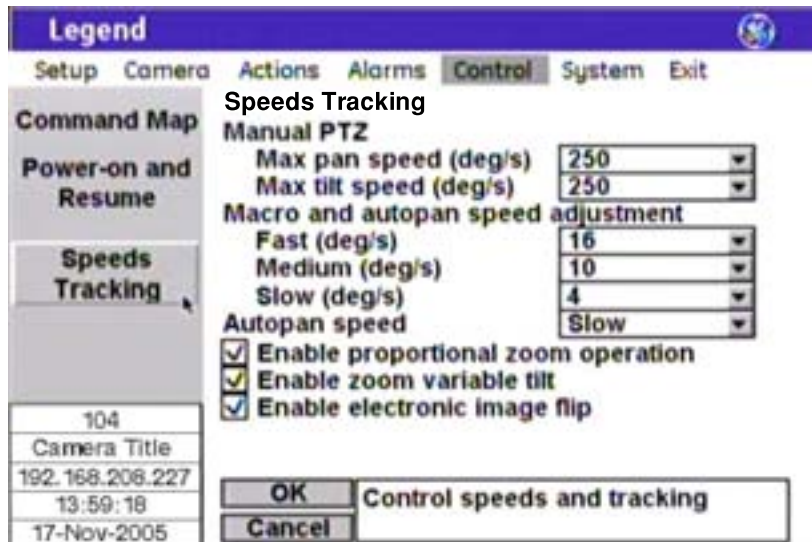 Legend
Setup Camera Actions Alarms Control System Exit
Command Map
Power-on and
Resume
Speeds
Tracking
104
Camera Title
192.168.208.227
13:59:18
17-Nov-2005
Speeds Tracking
Manual PTZ
Max pan speed (deg/s) 250
Max tilt speed (deg/s) 250
Macro and autopan speed adjustment
Fast (deg/s) 16
Medium (deg/s) 10
Slow (deg/s) 4
Autopan speed Slow
Enable proportional zoom operation
Enable zoom variable tilt
Enable electronic image flip
OK
Cancel
Control speeds and tracking